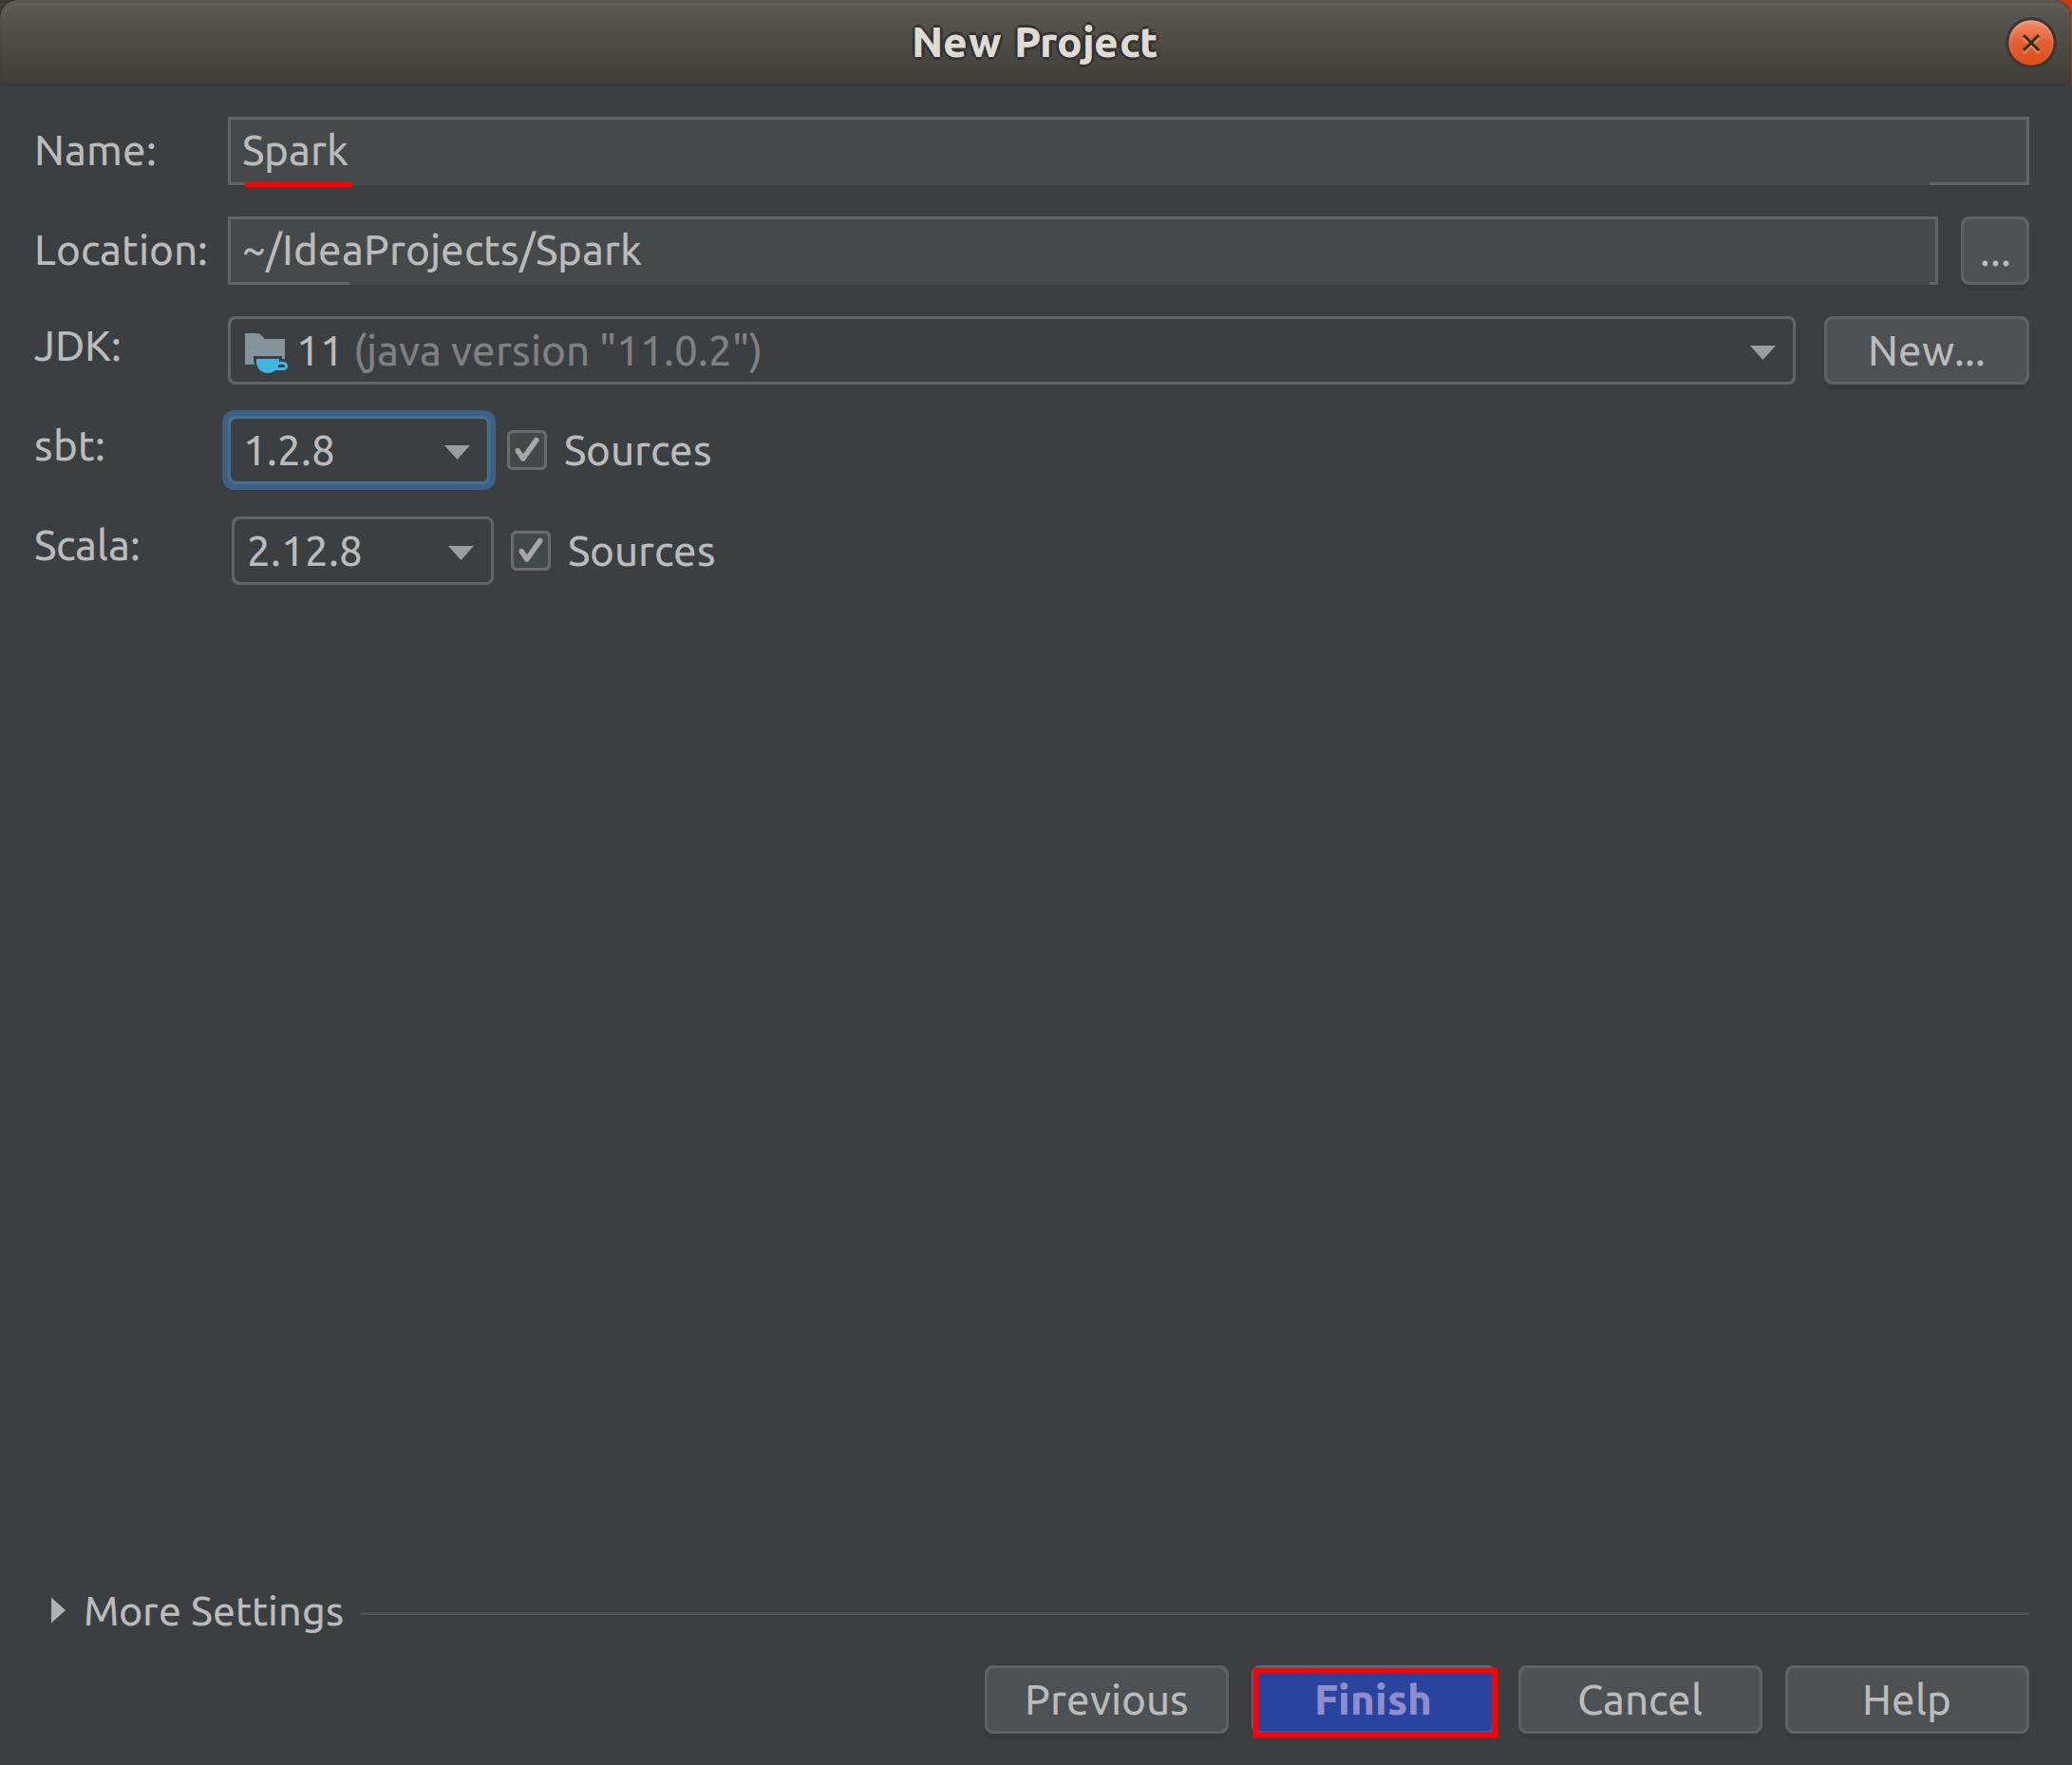 New Project
Name: Spark
Location: ~/IdeaProjects/Spark ...
JDK: 11 (java version "11.0.2") New...
sbt: 1.2.8 Sources
Scala: 2.12.8 Sources
More Settings
Previous Finish Cancel Help